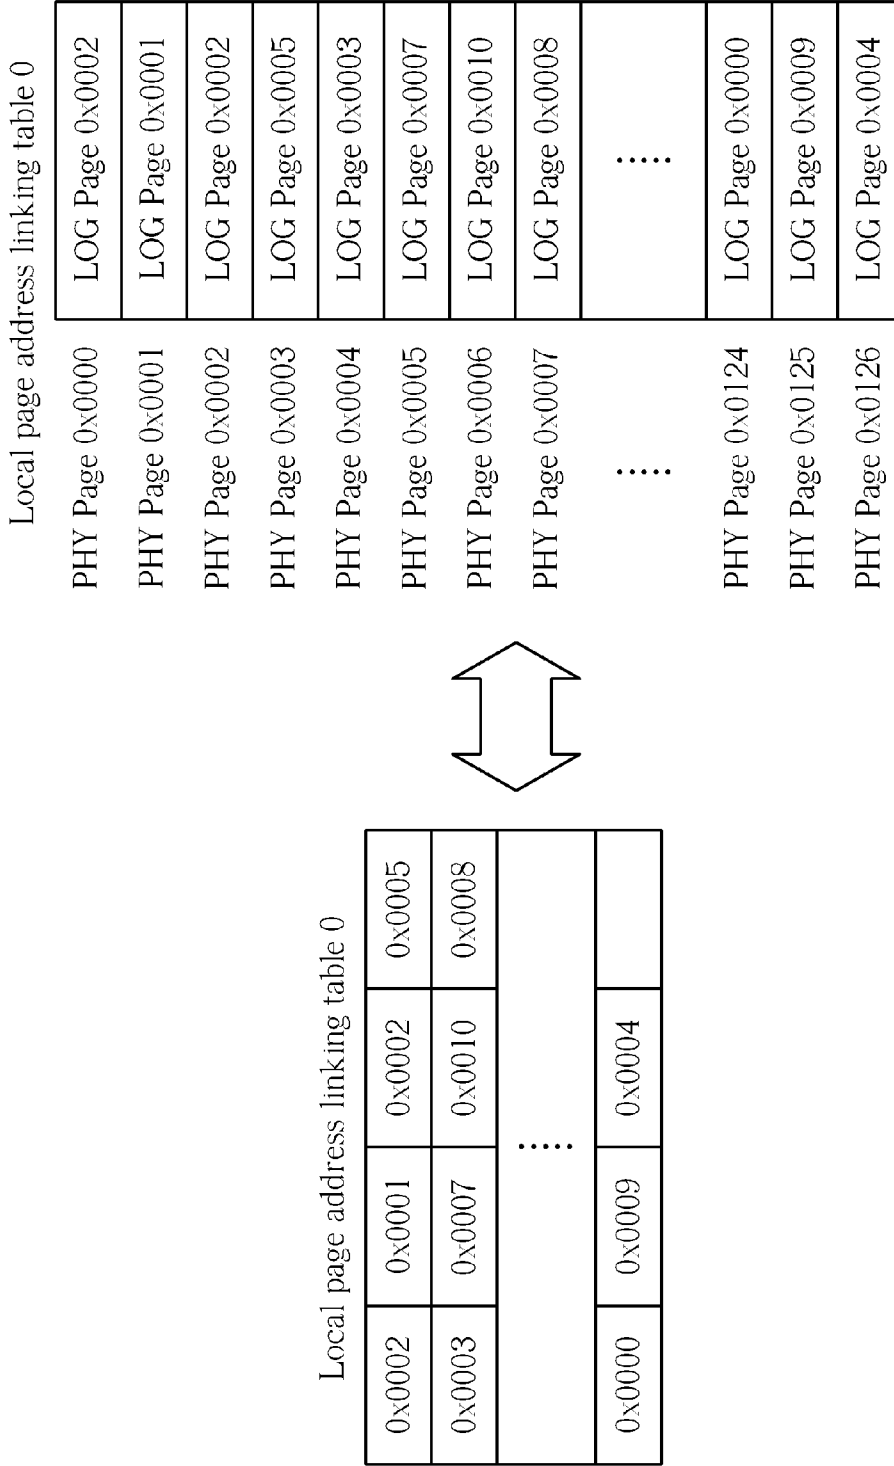 Local page address linking table 0
0x0002 0x0001 0x0002 0x0005
0x0003 0x0007 0x0010 0x0008
.....
0x0000 0x0009 0x0004
Local page address linking table 0
PHY Page 0x0000 LOG Page 0x0002
PHY Page 0x0001 LOG Page 0x0001
PHY Page 0x0002 LOG Page 0x0002
PHY Page 0x0003 LOG Page 0x0005
PHY Page 0x0004 LOG Page 0x0003
PHY Page 0x0005 LOG Page 0x0007
PHY Page 0x0006 LOG Page 0x0010
PHY Page 0x0007 LOG Page 0x0008
..... .....
PHY Page 0x0124 LOG Page 0x0000
PHY Page 0x0125 LOG Page 0x0009
PHY Page 0x0126 LOG Page 0x0004